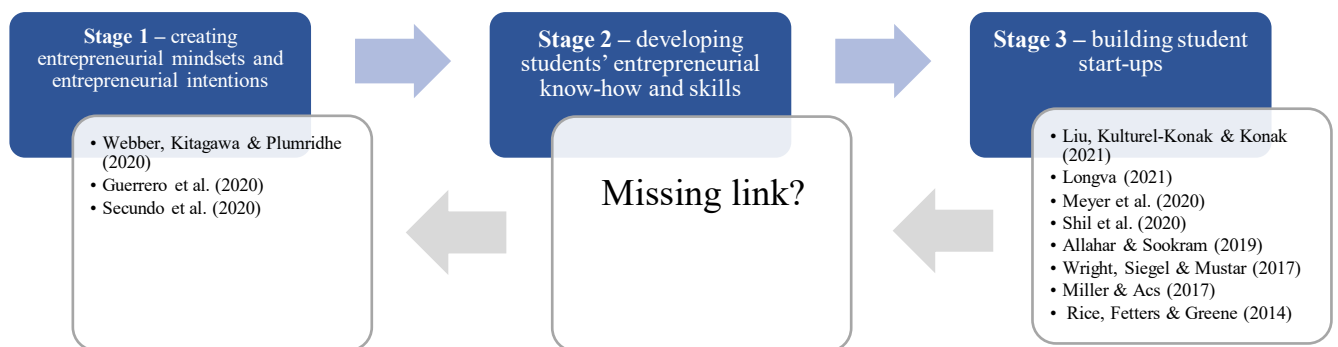 Stage 1 – creating
entrepreneurial mindsets and
entrepreneurial intentions
• Webber, Kitagawa & Plumridhe
(2020)
• Guerrero et al. (2020)
• Secundo et al. (2020)
Stage 2 – developing
students’ entrepreneurial
know-how and skills
Missing link?
Stage 3 – building student
start-ups
• Liu, Kulturel-Konak & Konak
(2021)
• Longva (2021)
• Meyer et al. (2020)
• Shil et al. (2020)
• Allahar & Sookram (2019)
• Wright, Siegel & Mustar (2017)
• Miller & Acs (2017)
• Rice, Fetters & Greene (2014)